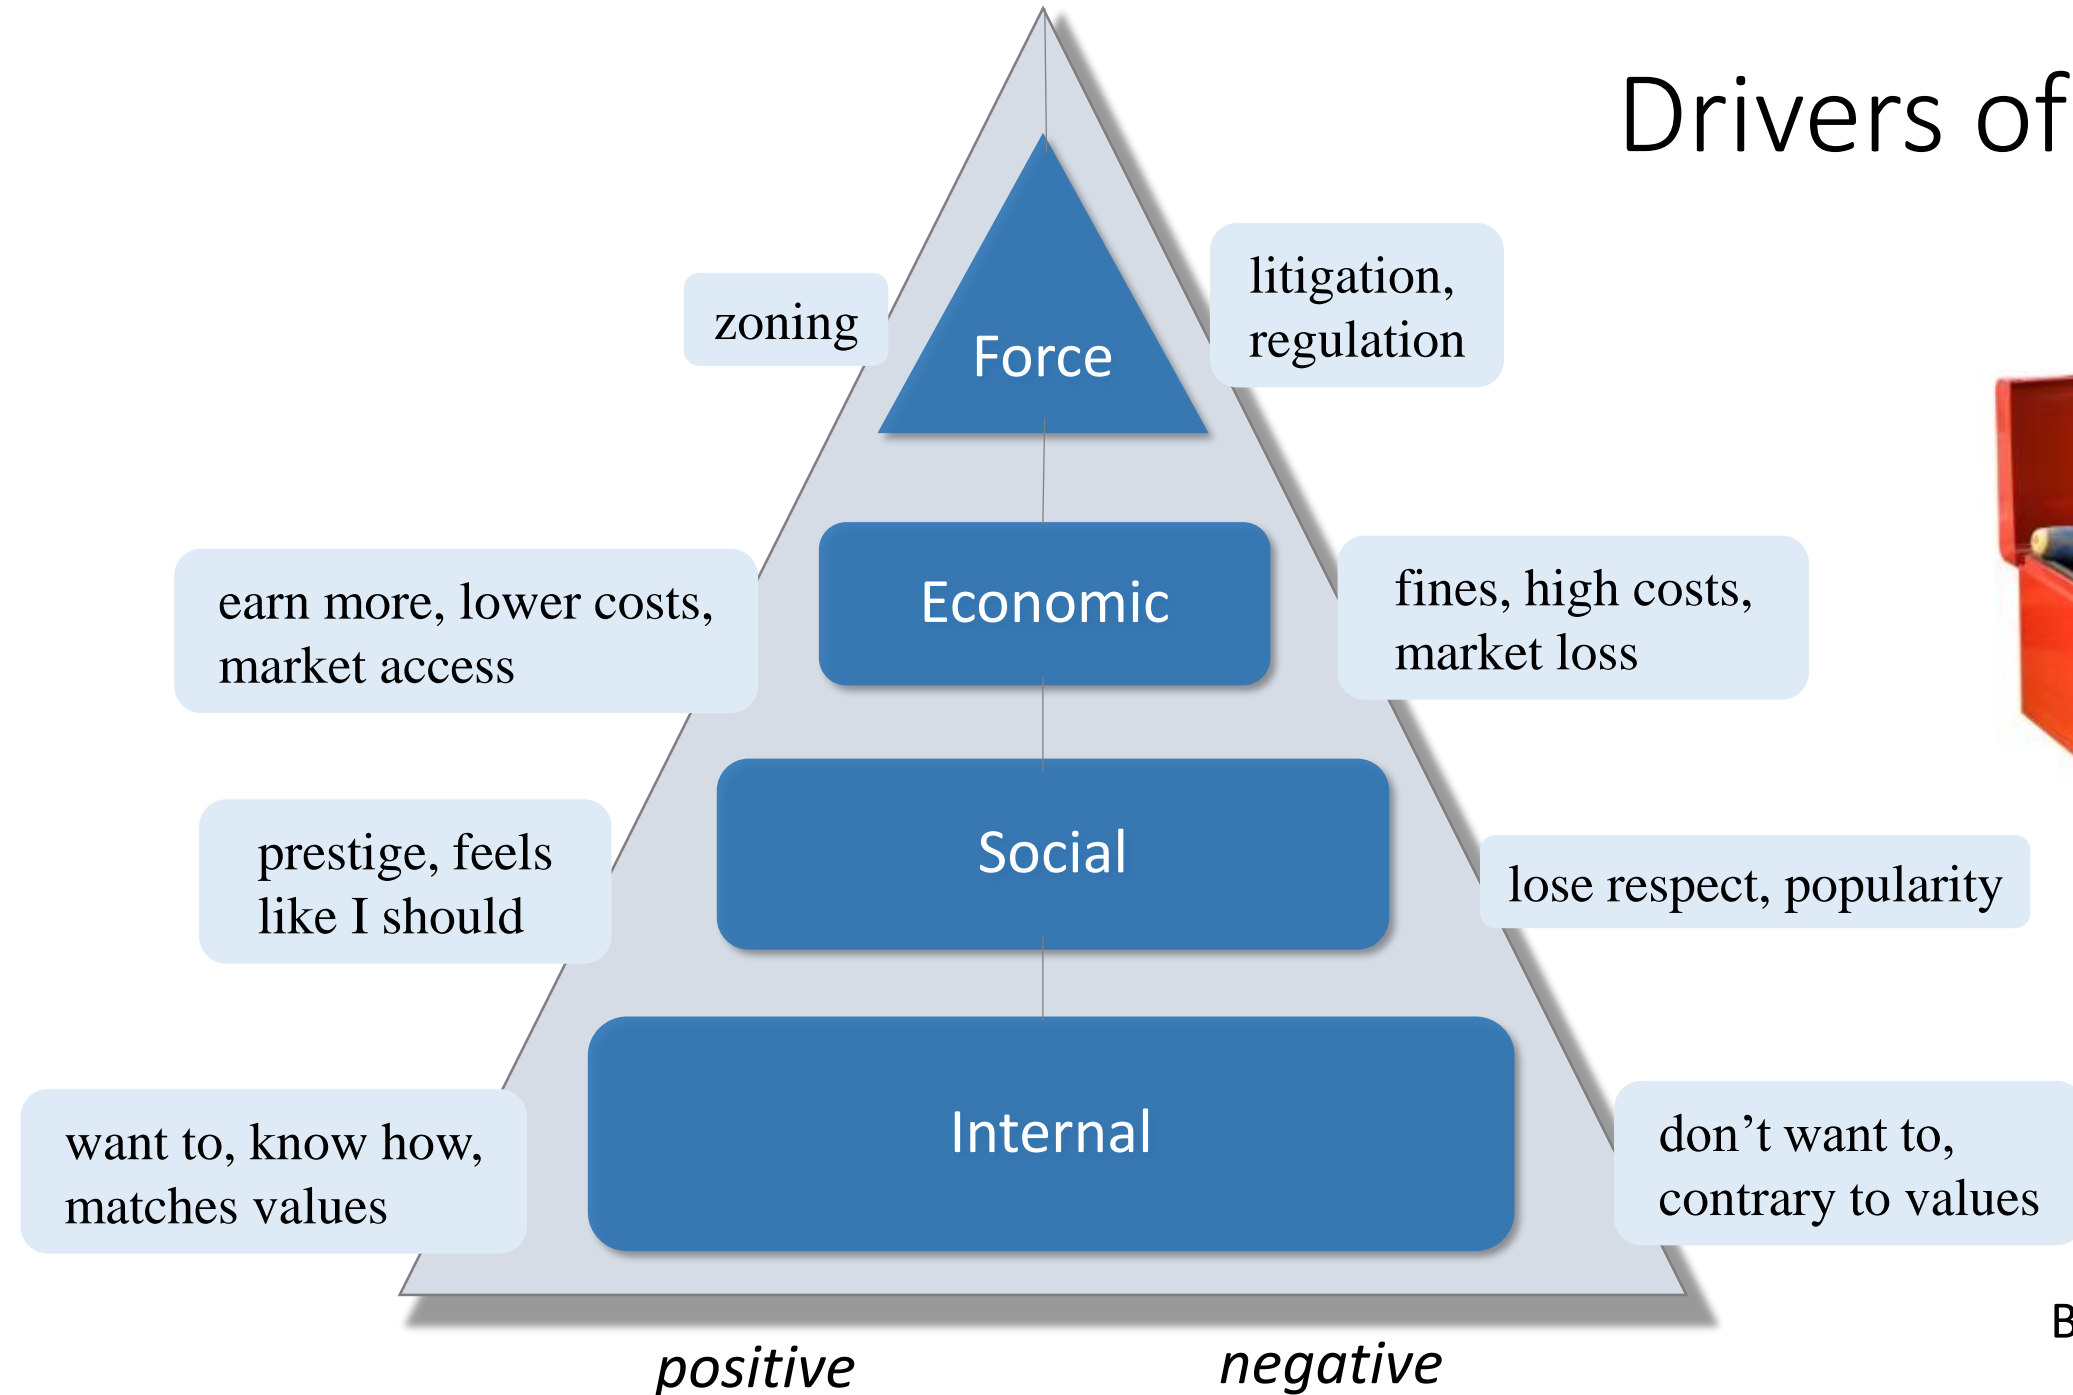 Drivers of
zoning
Force
litigation,
regulation
earn more, lower costs,
market access
Economic
fines, high costs,
market loss
prestige, feels
like I should
Social
lose respect, popularity
want to, know how,
matches values
Internal
don’t want to,
contrary to values
B
positive
negative